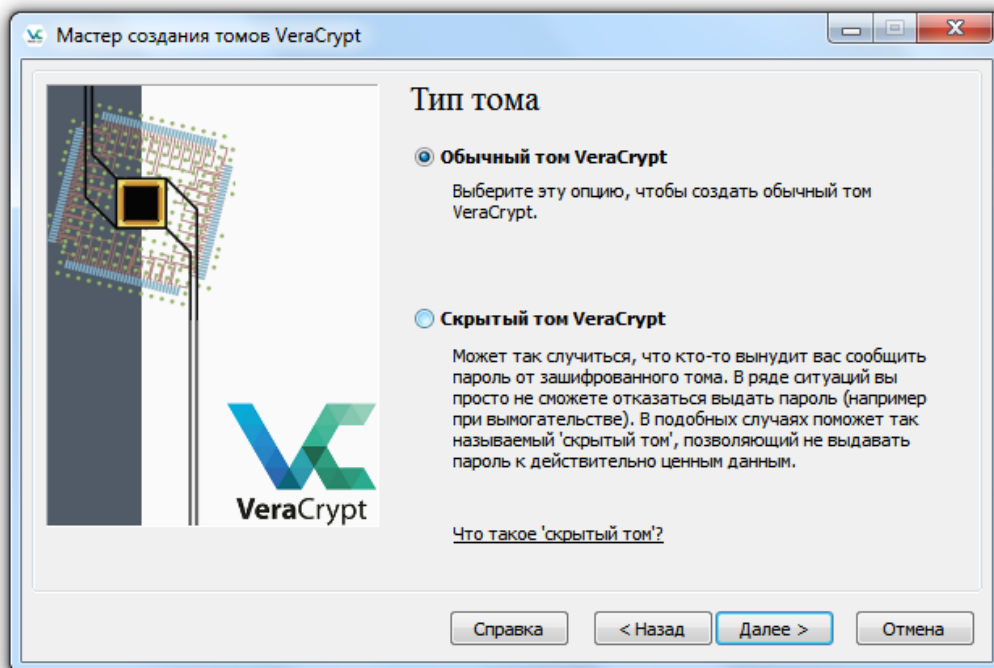 Мастер создания томов VeraCrypt
Тип тома
Обычный том VeraCrypt
Выберите эту опцию, чтобы создать обычный том
VeraCrypt.
Скрытый том VeraCrypt
Может так случиться, что кто-то вынудит вас сообщить
пароль от зашифрованного тома. В ряде ситуаций вы
просто не сможете отказаться выдать пароль (например
при вымогательстве). В подобных случаях поможет так
называемый 'скрытый том', позволяющий не выдавать
пароль к действительно ценным данным.
VeraCrypt
Что такое 'скрытый том'?
Справка
< Назад
Далее >
Отмена